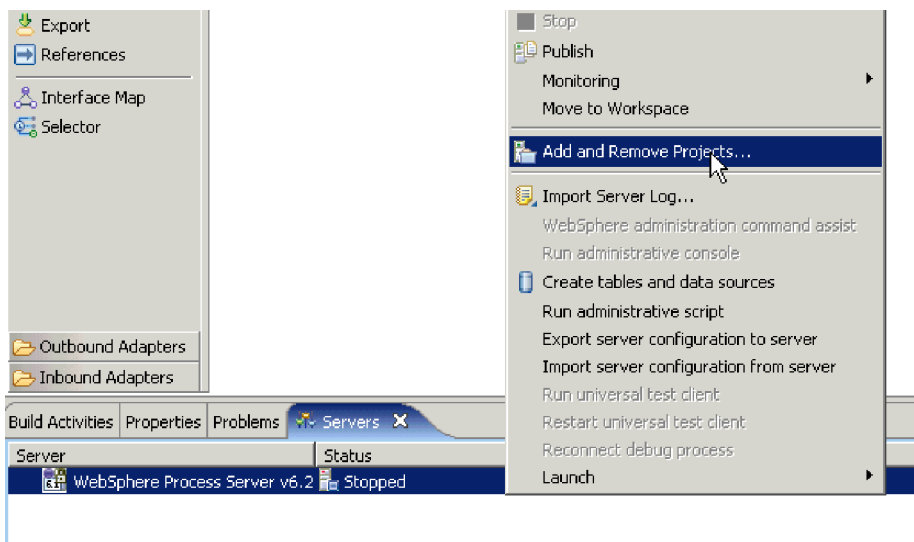 Export
References
Interface Map
Selector
Outbound Adapters
Inbound Adapters
Stop
Publish
Monitoring
Move to Workspace
Add and Remove Projects...
Import Server Log...
WebSphere administration command assist
Run administrative console
Create tables and data sources
Run administrative script
Export server configuration to server
Import server configuration from server
Run universal test client
Restart universal test client
Reconnect debug process
Launch
Build Activities Properties Problems Servers
Server Status
WebSphere Process Server v6.2 Stopped